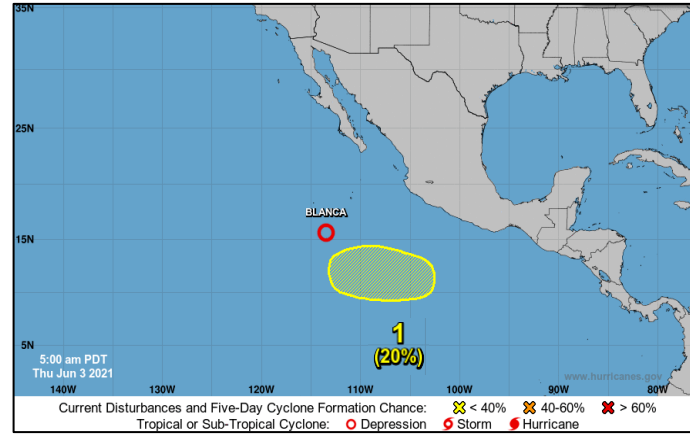 35N
25N
BLANCA
15N
1
(20%)
5N
5:00 am PDT
Thu Jun 3 2021
www.hurricanes.gov
140W 130W 120W 110W 100W 90W 80W
Current Disturbances and Five-Day Cyclone Formation Chance: < 40% 40-60% > 60%
Tropical or Sub-Tropical Cyclone: Depression Storm Hurricane